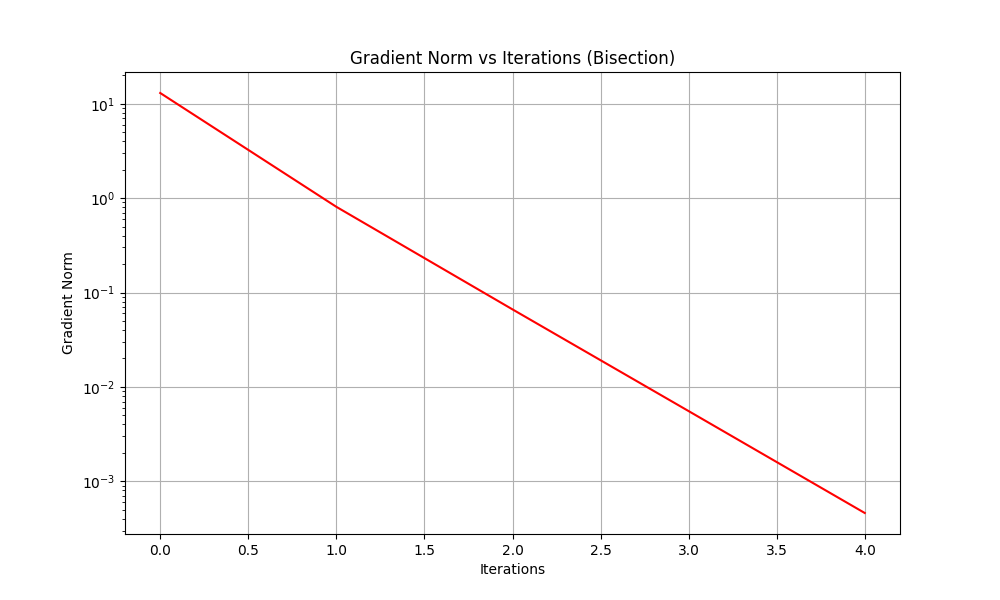 Gradient Norm vs Iterations (Bisection)
Gradient Norm
10¹
10⁰
10⁻¹
10⁻²
10⁻³
0.0 0.5 1.0 1.5 2.0 2.5 3.0 3.5 4.0
Iterations